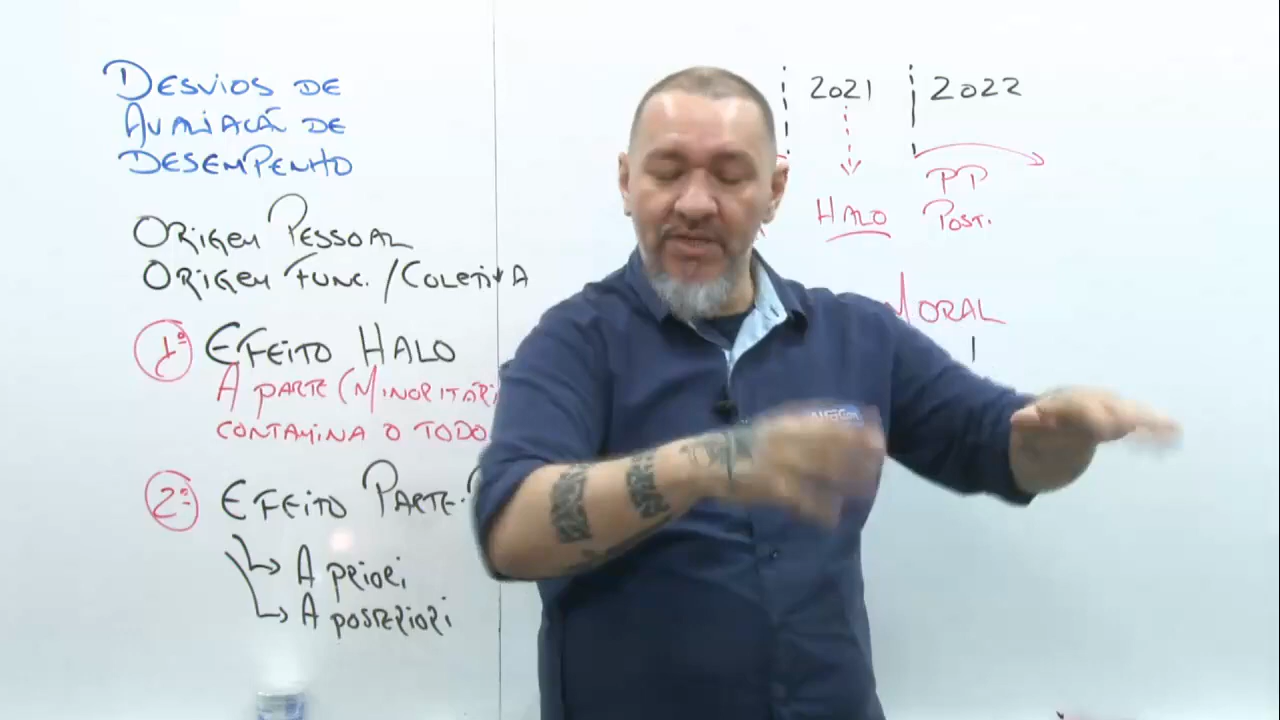 DESVIOS DE
AVALIAÇÃO DE
DESEMPENHO
ORIGEM PESSOAL
ORIGEM FUNC. /COLETIVA
1º EFEITO HALO
A PARTE (MINORITÁRI
CONTAMINA O TODO
2º EFEITO PARTE-
A PRIORI
A POSTERIORI
2021 2022
HALO
PP
POST.
MORAL